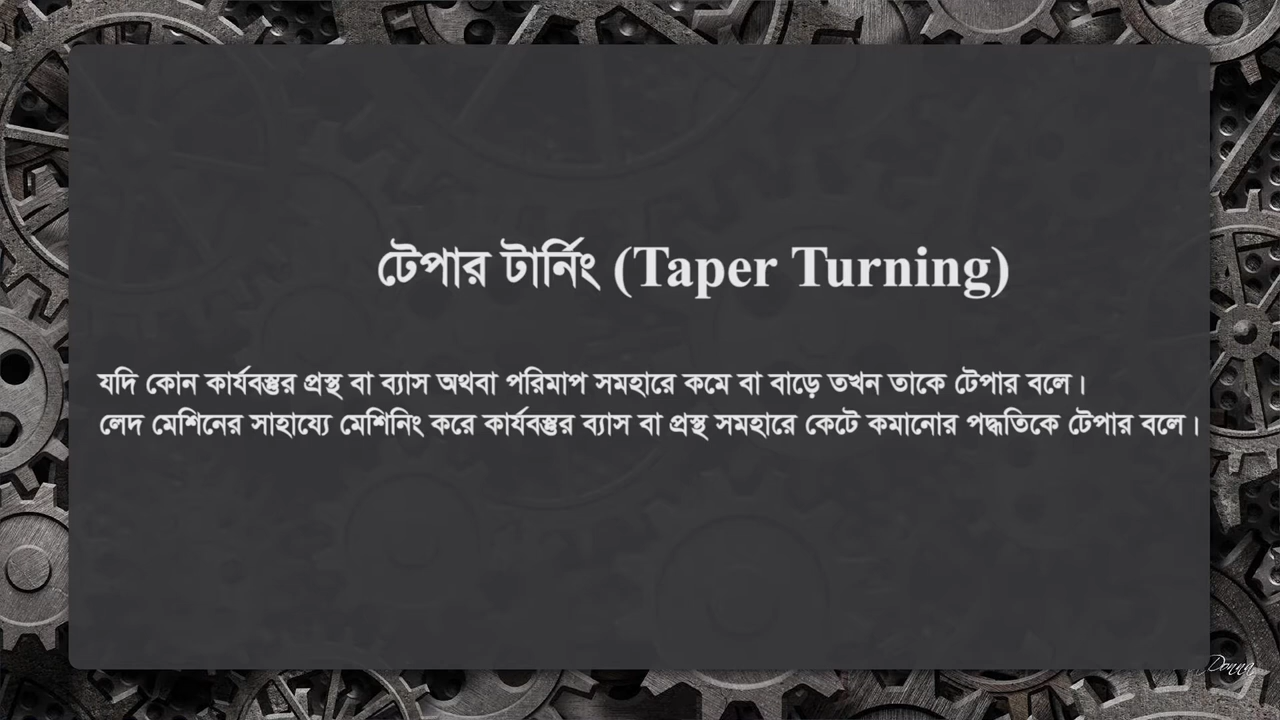 টেপার টার্নিং (Taper Turning)
যদি কোন কার্যবস্তুর প্রস্থ বা ব্যাস অথবা পরিমাপ সমহারে কমে বা বাড়ে তখন তাকে টেপার বলে।
লেদ মেশিনের সাহায্যে মেশিনিং করে কার্যবস্তুর ব্যাস বা প্রস্থ সমহারে কেটে কমানোর পদ্ধতিকে টেপার বলে।
Donna